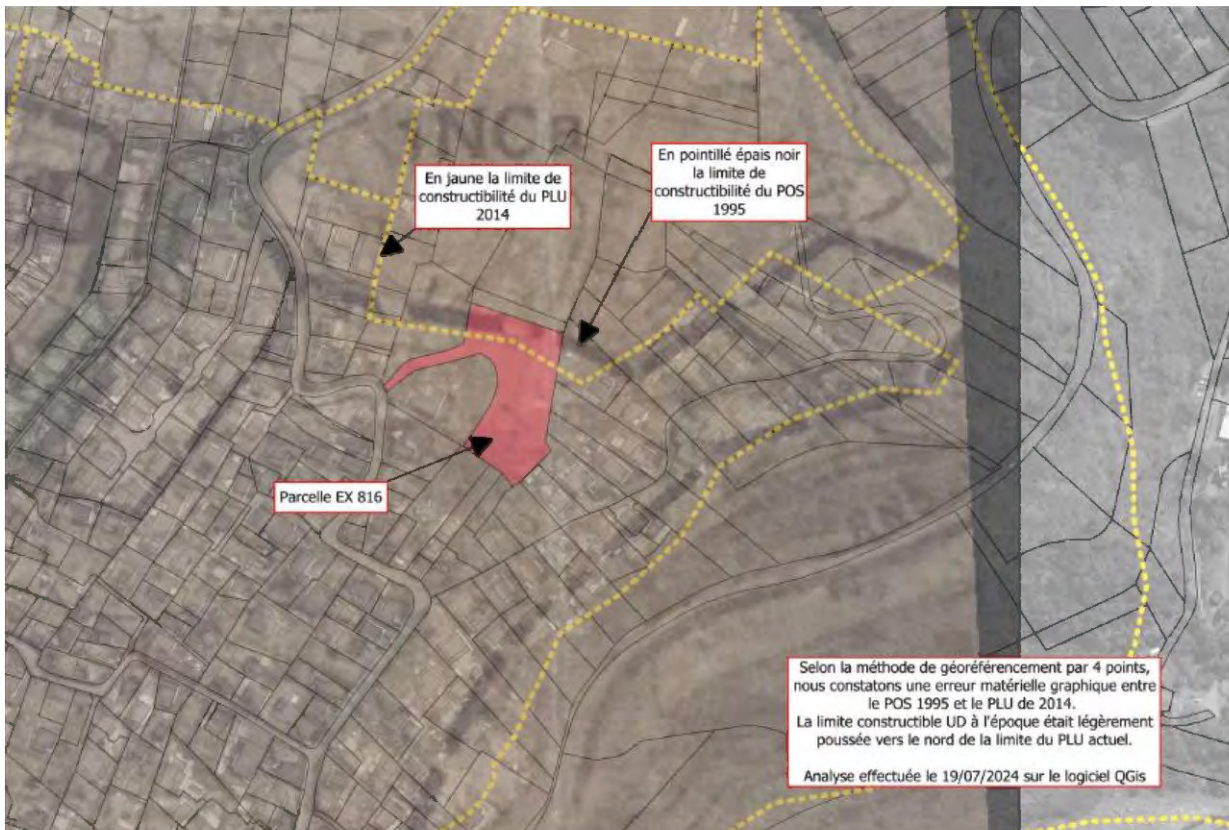 NC
En jaune la limite de
constructibilité du PLU
2014
En pointillé épais noir
la limite de
constructibilité du POS
1995
Parcelle EX 816
Selon la méthode de géoréférencement par 4 points,
nous constatons une erreur matérielle graphique entre
le POS 1995 et le PLU de 2014.
La limite constructible UD à l'époque était légèrement
poussée vers le nord de la limite du PLU actuel.
Analyse effectuée le 19/07/2024 sur le logiciel QGis